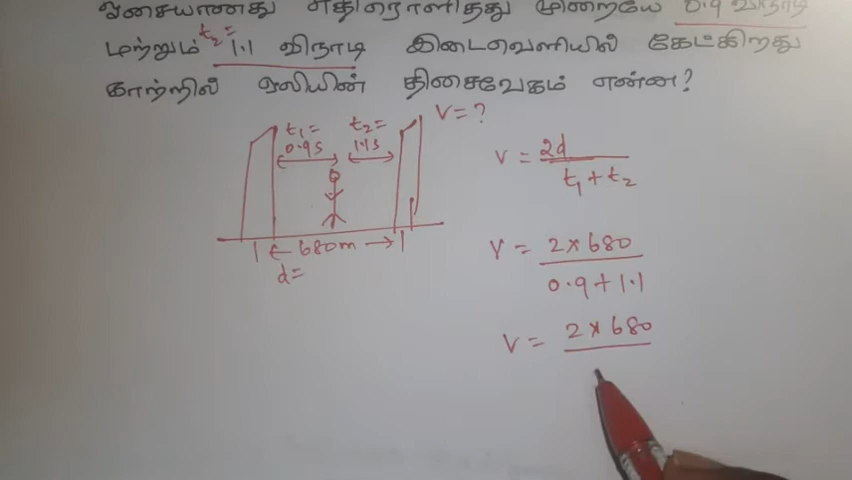 ஓசையானது எதிரொளித்து முறையே 0.9 விநாடி
t₂=
மற்றும் 1.1 விநாடி இடைவெளியில் கேட்கிறது
காற்றில் ஒலியின் திசைவேகம் என்ன?
V = ?
t₁= t₂=
0.9s 1.1s
680m
d=
V = 2d / t₁ + t₂
V = 2 × 680 / 0.9 + 1.1
V = 2 × 680